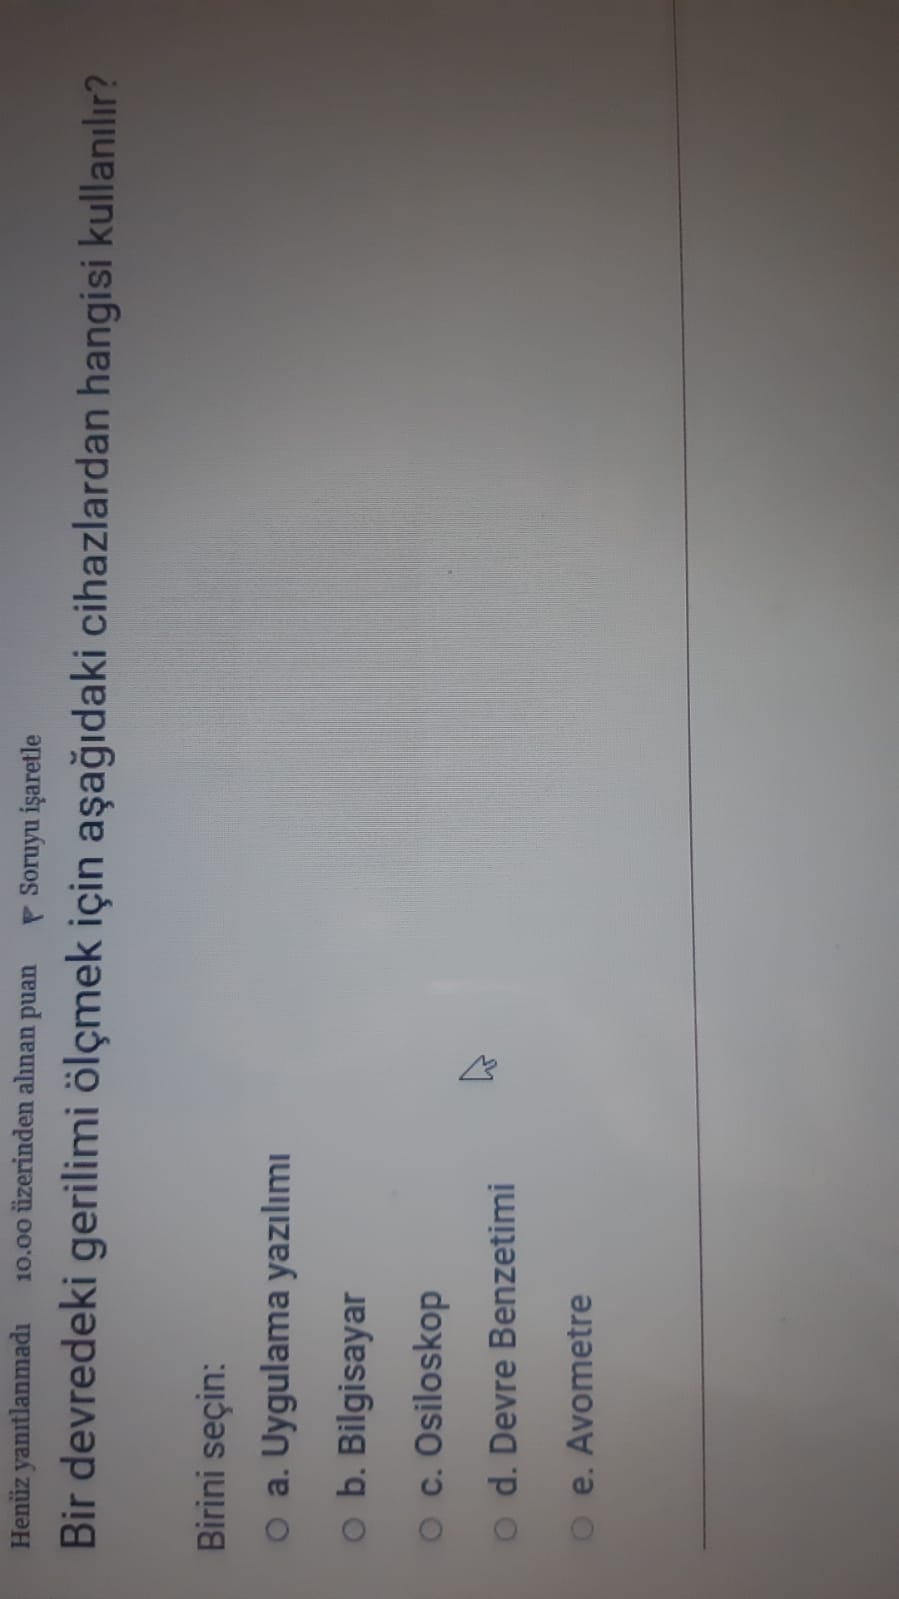 Henüz yanıtlanmadı 10.00 üzerinden alınan puan Soruyu işaretle
Bir devredeki gerilimi ölçmek için aşağıdaki cihazlardan hangisi kullanılır?
Birini seçin:
a. Uygulama yazılımı
b. Bilgisayar
c. Osiloskop
d. Devre Benzetimi
e. Avometre